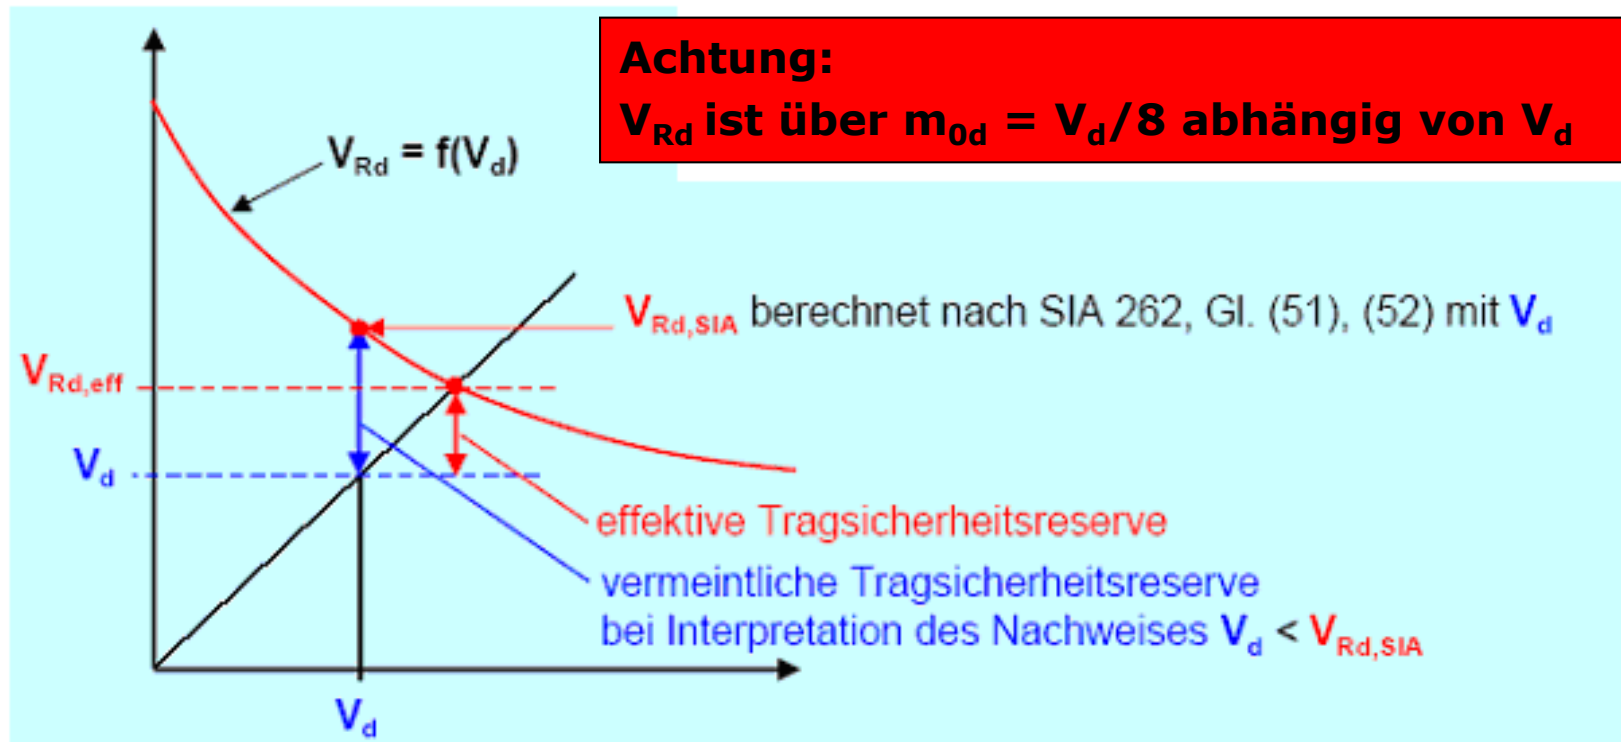 Achtung:
V_Rd ist über m_0d = V_d/8 abhängig von V_d
V_Rd = f(V_d)
V_Rd,SIA berechnet nach SIA 262, Gl. (51), (52) mit V_d
V_Rd,eff
V_d
effektive Tragsicherheitsreserve
vermeintliche Tragsicherheitsreserve
bei Interpretation des Nachweises V_d < V_Rd,SIA
V_d